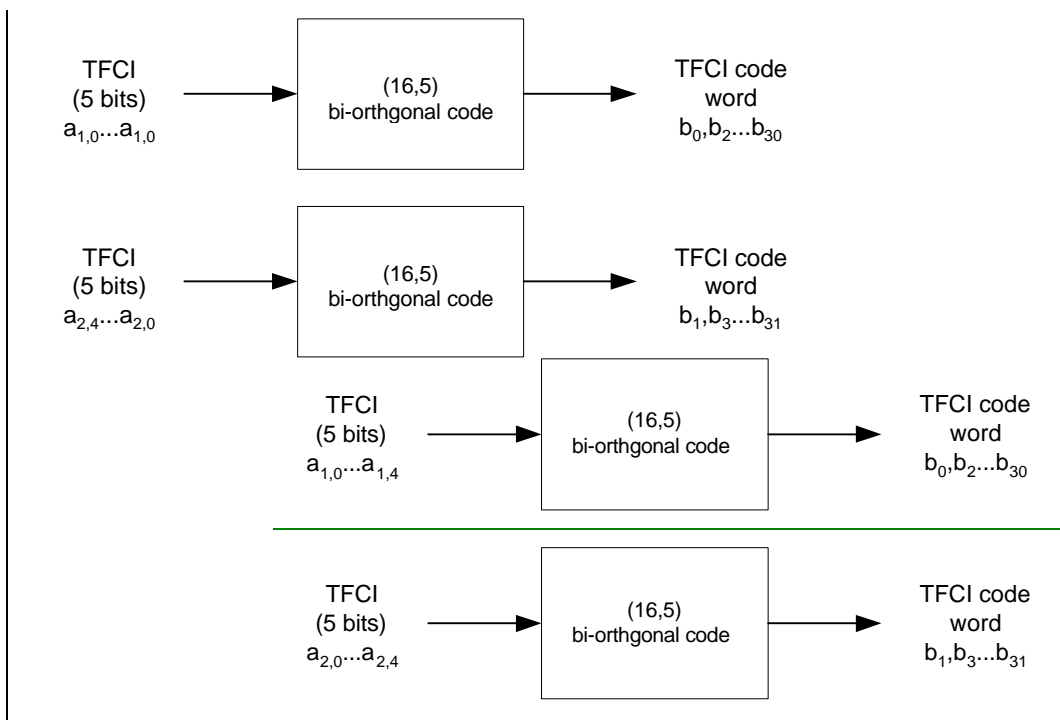 TFCI
(5 bits)
a1,0...a1,0
(16,5)
bi-orthgonal code
TFCI code
word
b0,b2...b30
TFCI
(5 bits)
a2,4...a2,0
(16,5)
bi-orthgonal code
TFCI code
word
b1,b3...b31
TFCI
(5 bits)
a1,0...a1,4
(16,5)
bi-orthgonal code
TFCI code
word
b0,b2...b30
TFCI
(5 bits)
a2,0...a2,4
(16,5)
bi-orthgonal code
TFCI code
word
b1,b3...b31